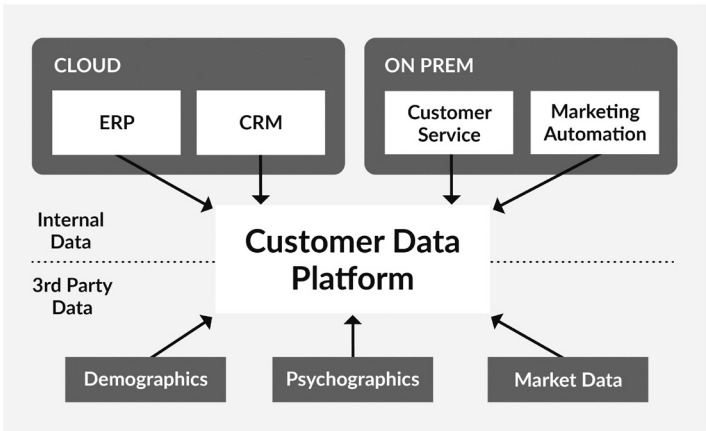 CLOUD
ERP
CRM
ON PREM
Customer
Service
Marketing
Automation
Internal
Data
Customer Data
Platform
3rd Party
Data
Demographics
Psychographics
Market Data